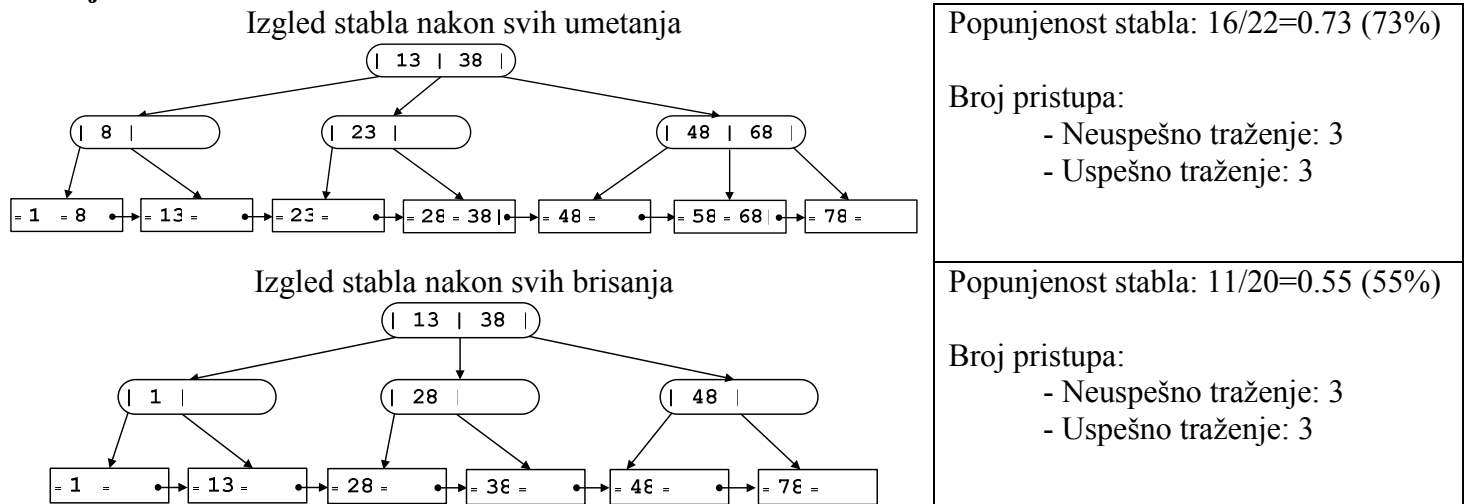 Izgled stabla nakon svih umetanja
| 13 | 38 |
| 8 |
| 23 |
| 48 | 68 |
= 1 = 8
= 13 =
= 23 =
= 28 = 38 |
= 48 =
= 58 = 68 |
= 78 =
Popunjenost stabla: 16/22=0.73 (73%)
Broj pristupa:
- Neuspešno traženje: 3
- Uspešno traženje: 3
Izgled stabla nakon svih brisanja
| 13 | 38 |
| 1 |
| 28 |
| 48 |
= 1 =
= 13 =
= 28 =
= 38 =
= 48 =
= 78 =
Popunjenost stabla: 11/20=0.55 (55%)
Broj pristupa:
- Neuspešno traženje: 3
- Uspešno traženje: 3